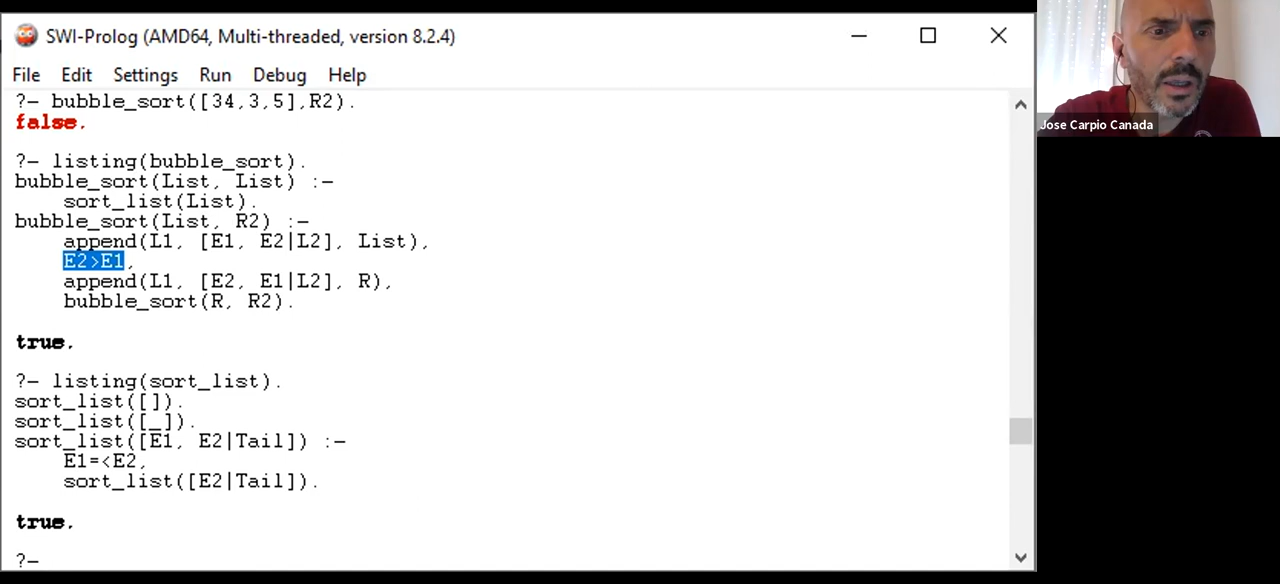 SWI-Prolog (AMD64, Multi-threaded, version 8.2.4)
File Edit Settings Run Debug Help
?- bubble_sort([34,3,5],R2).
false.
?- listing(bubble_sort).
bubble_sort(List, List) :-
sort_list(List).
bubble_sort(List, R2) :-
append(L1, [E1, E2|L2], List),
E2>E1,
append(L1, [E2, E1|L2], R),
bubble_sort(R, R2).
true.
?- listing(sort_list).
sort_list([]).
sort_list([_]).
sort_list([E1, E2|Tail]) :-
E1=<E2,
sort_list([E2|Tail]).
true.
?-
Jose Carpio Canada